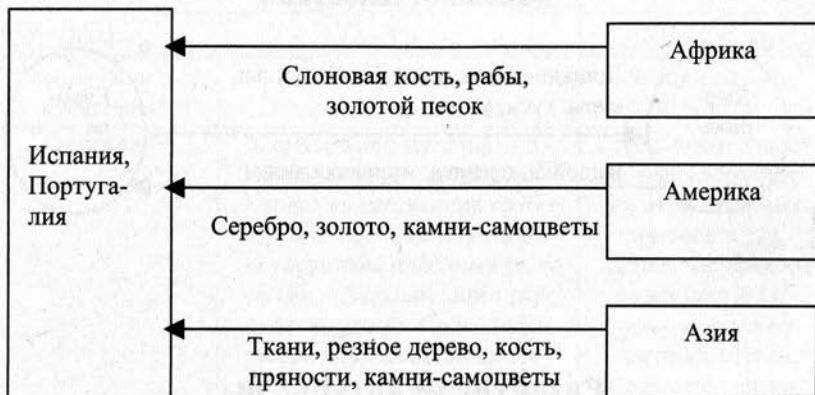 Африка
Слоновая кость, рабы,
золотой песок
Испания,
Португа-
лия
Америка
Серебро, золото, камни-самоцветы
Азия
Ткани, резное дерево, кость,
пряности, камни-самоцветы